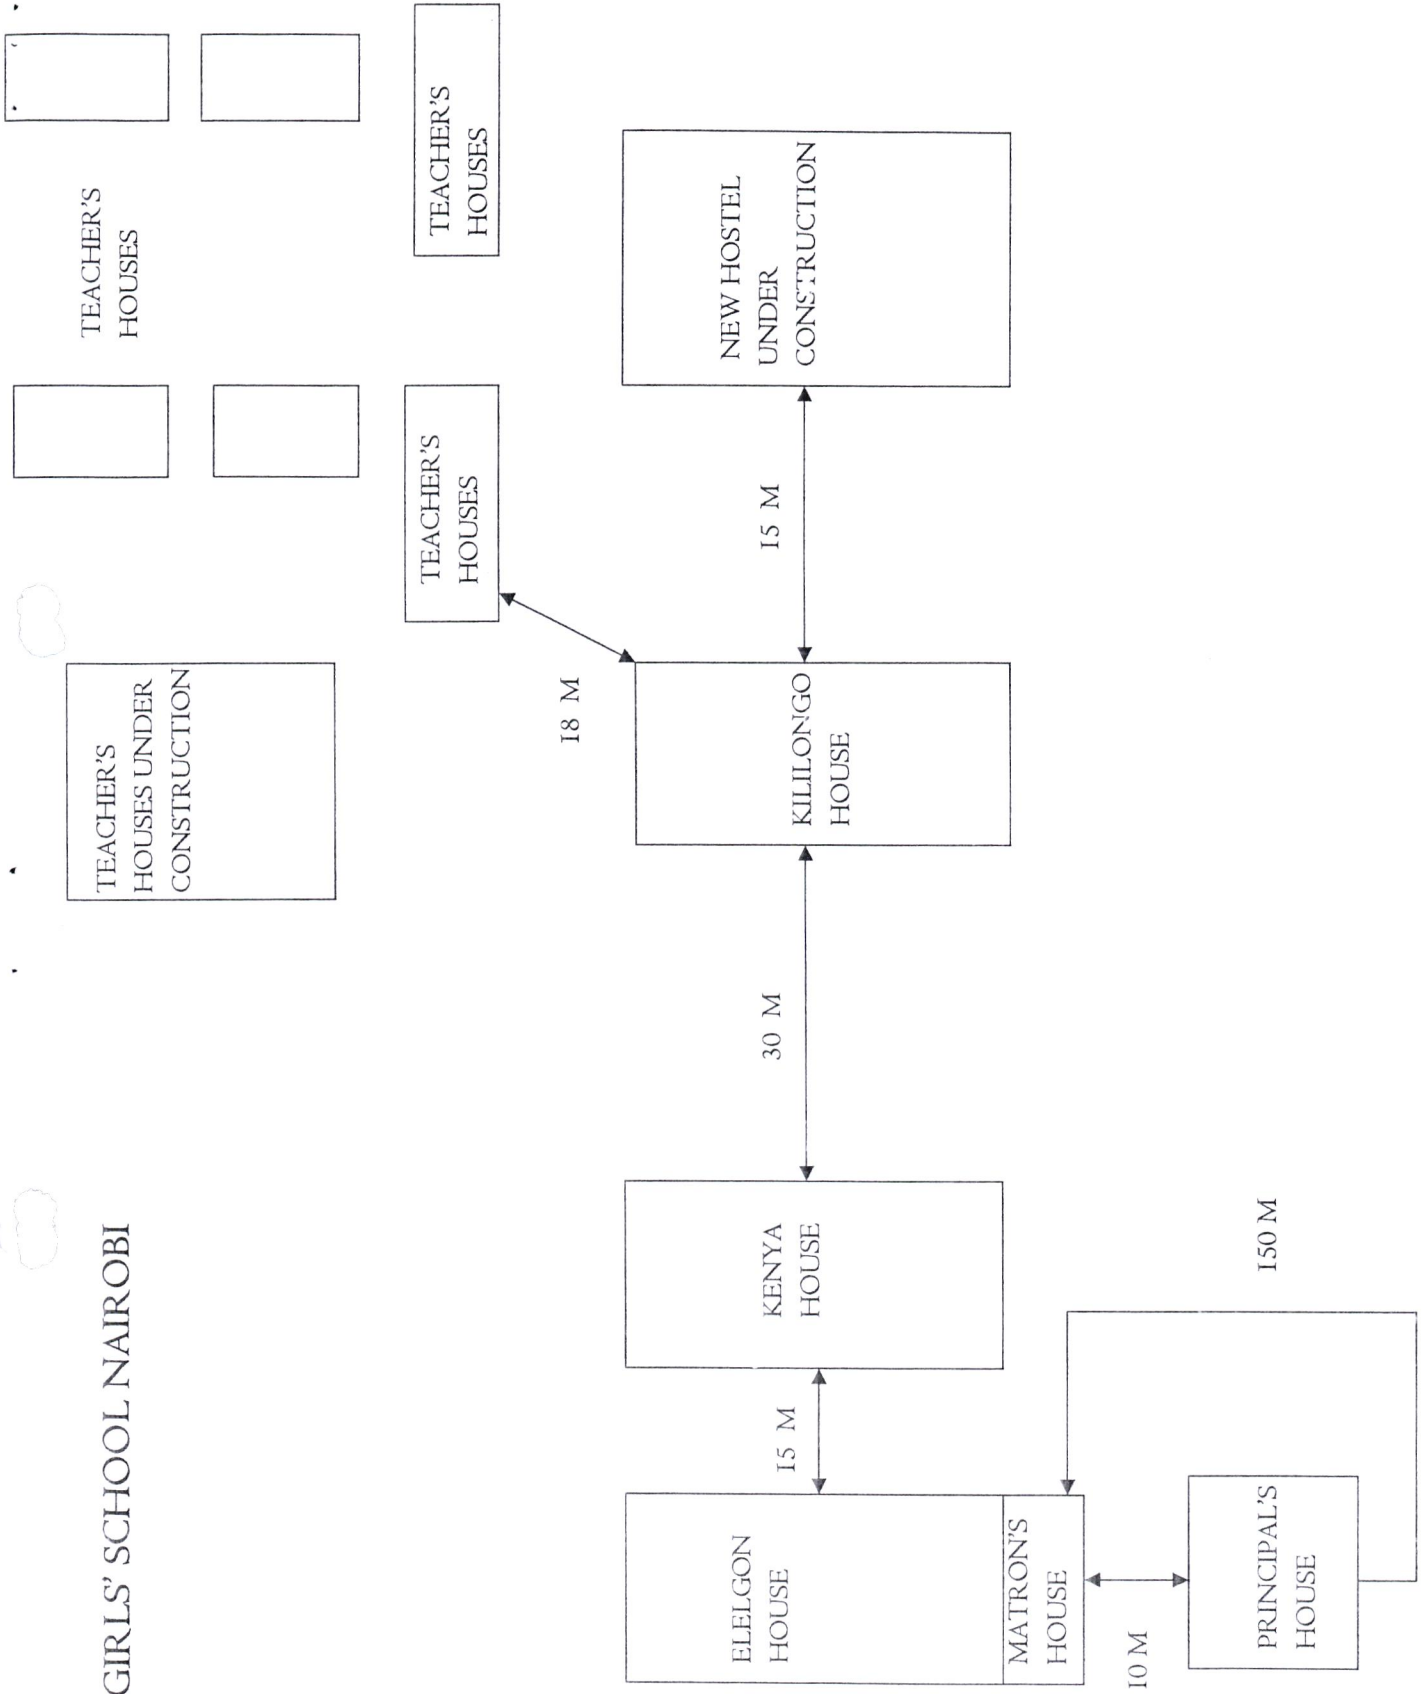 GIRLS' SCHOOL NAIROBI
TEACHER'S
HOUSES UNDER
CONSTRUCTION
TEACHER'S
HOUSES
TEACHER'S
HOUSES
TEACHER'S
HOUSES
18 M
ELELGON
HOUSE
15 M
KENYA
HOUSE
30 M
KILILONGO
HOUSE
15 M
NEW HOSTEL
UNDER
CONSTRUCTION
MATRON'S
HOUSE
10 M
150 M
PRINCIPAL'S
HOUSE